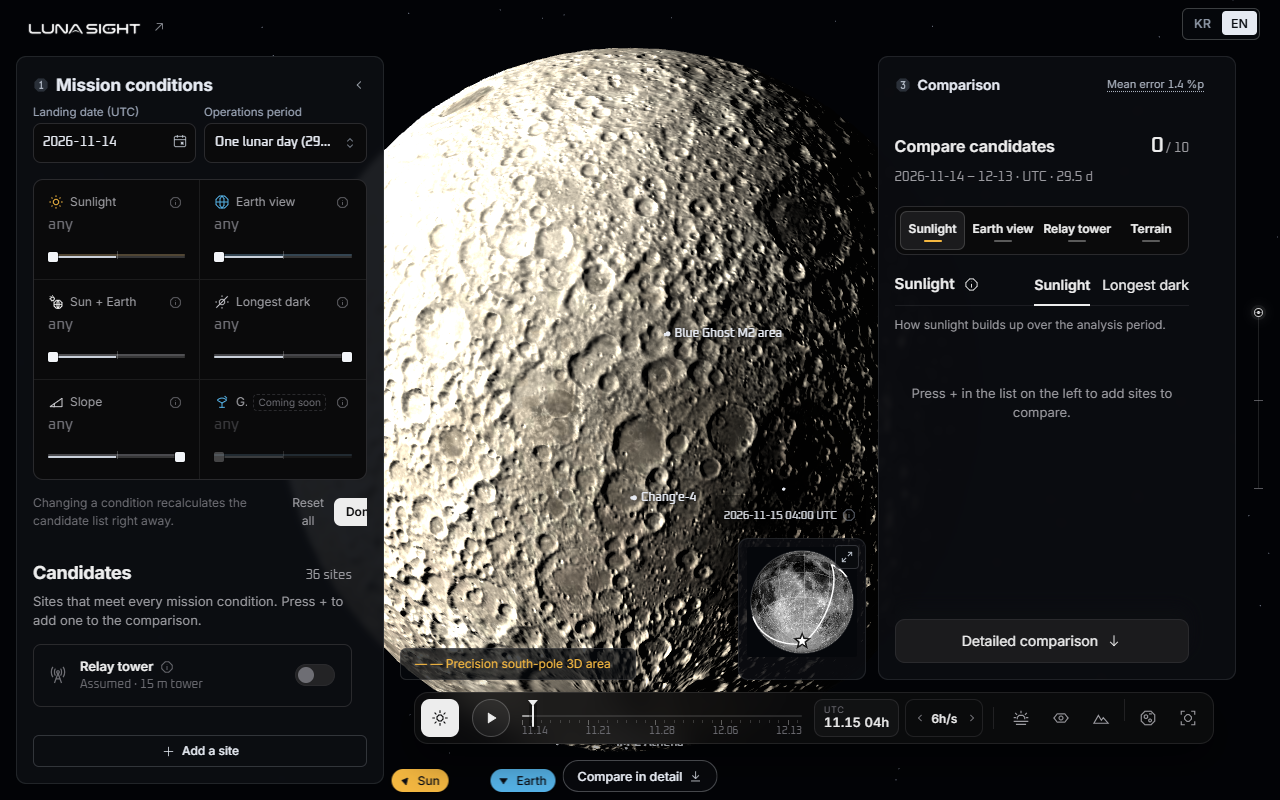 LUNA SIGHT
KR EN
1 Mission conditions
Landing date (UTC)
Operations period
2026-11-14
One lunar day (29...
Sunlight
any
Earth view
any
Sun + Earth
any
Longest dark
any
Slope
any
G. Coming soon
any
Changing a condition recalculates the
candidate list right away.
Reset
all
Don
Candidates
36 sites
Sites that meet every mission condition. Press + to
add one to the comparison.
Relay tower
Assumed · 15 m tower
+ Add a site
Blue Ghost M2 area
Chang'e-4
2026-11-15 04:00 UTC
— — Precision south-pole 3D area
11.14 11.21 11.28 12.06 12.13
UTC
11.15 04h
6h/s
Sun
Earth
Compare in detail
3 Comparison
Mean error 1.4 %p
Compare candidates
0 / 10
2026-11-14 – 12-13 · UTC · 29.5 d
Sunlight Earth view Relay tower Terrain
Sunlight
Sunlight Longest dark
How sunlight builds up over the analysis period.
Press + in the list on the left to add sites to
compare.
Detailed comparison